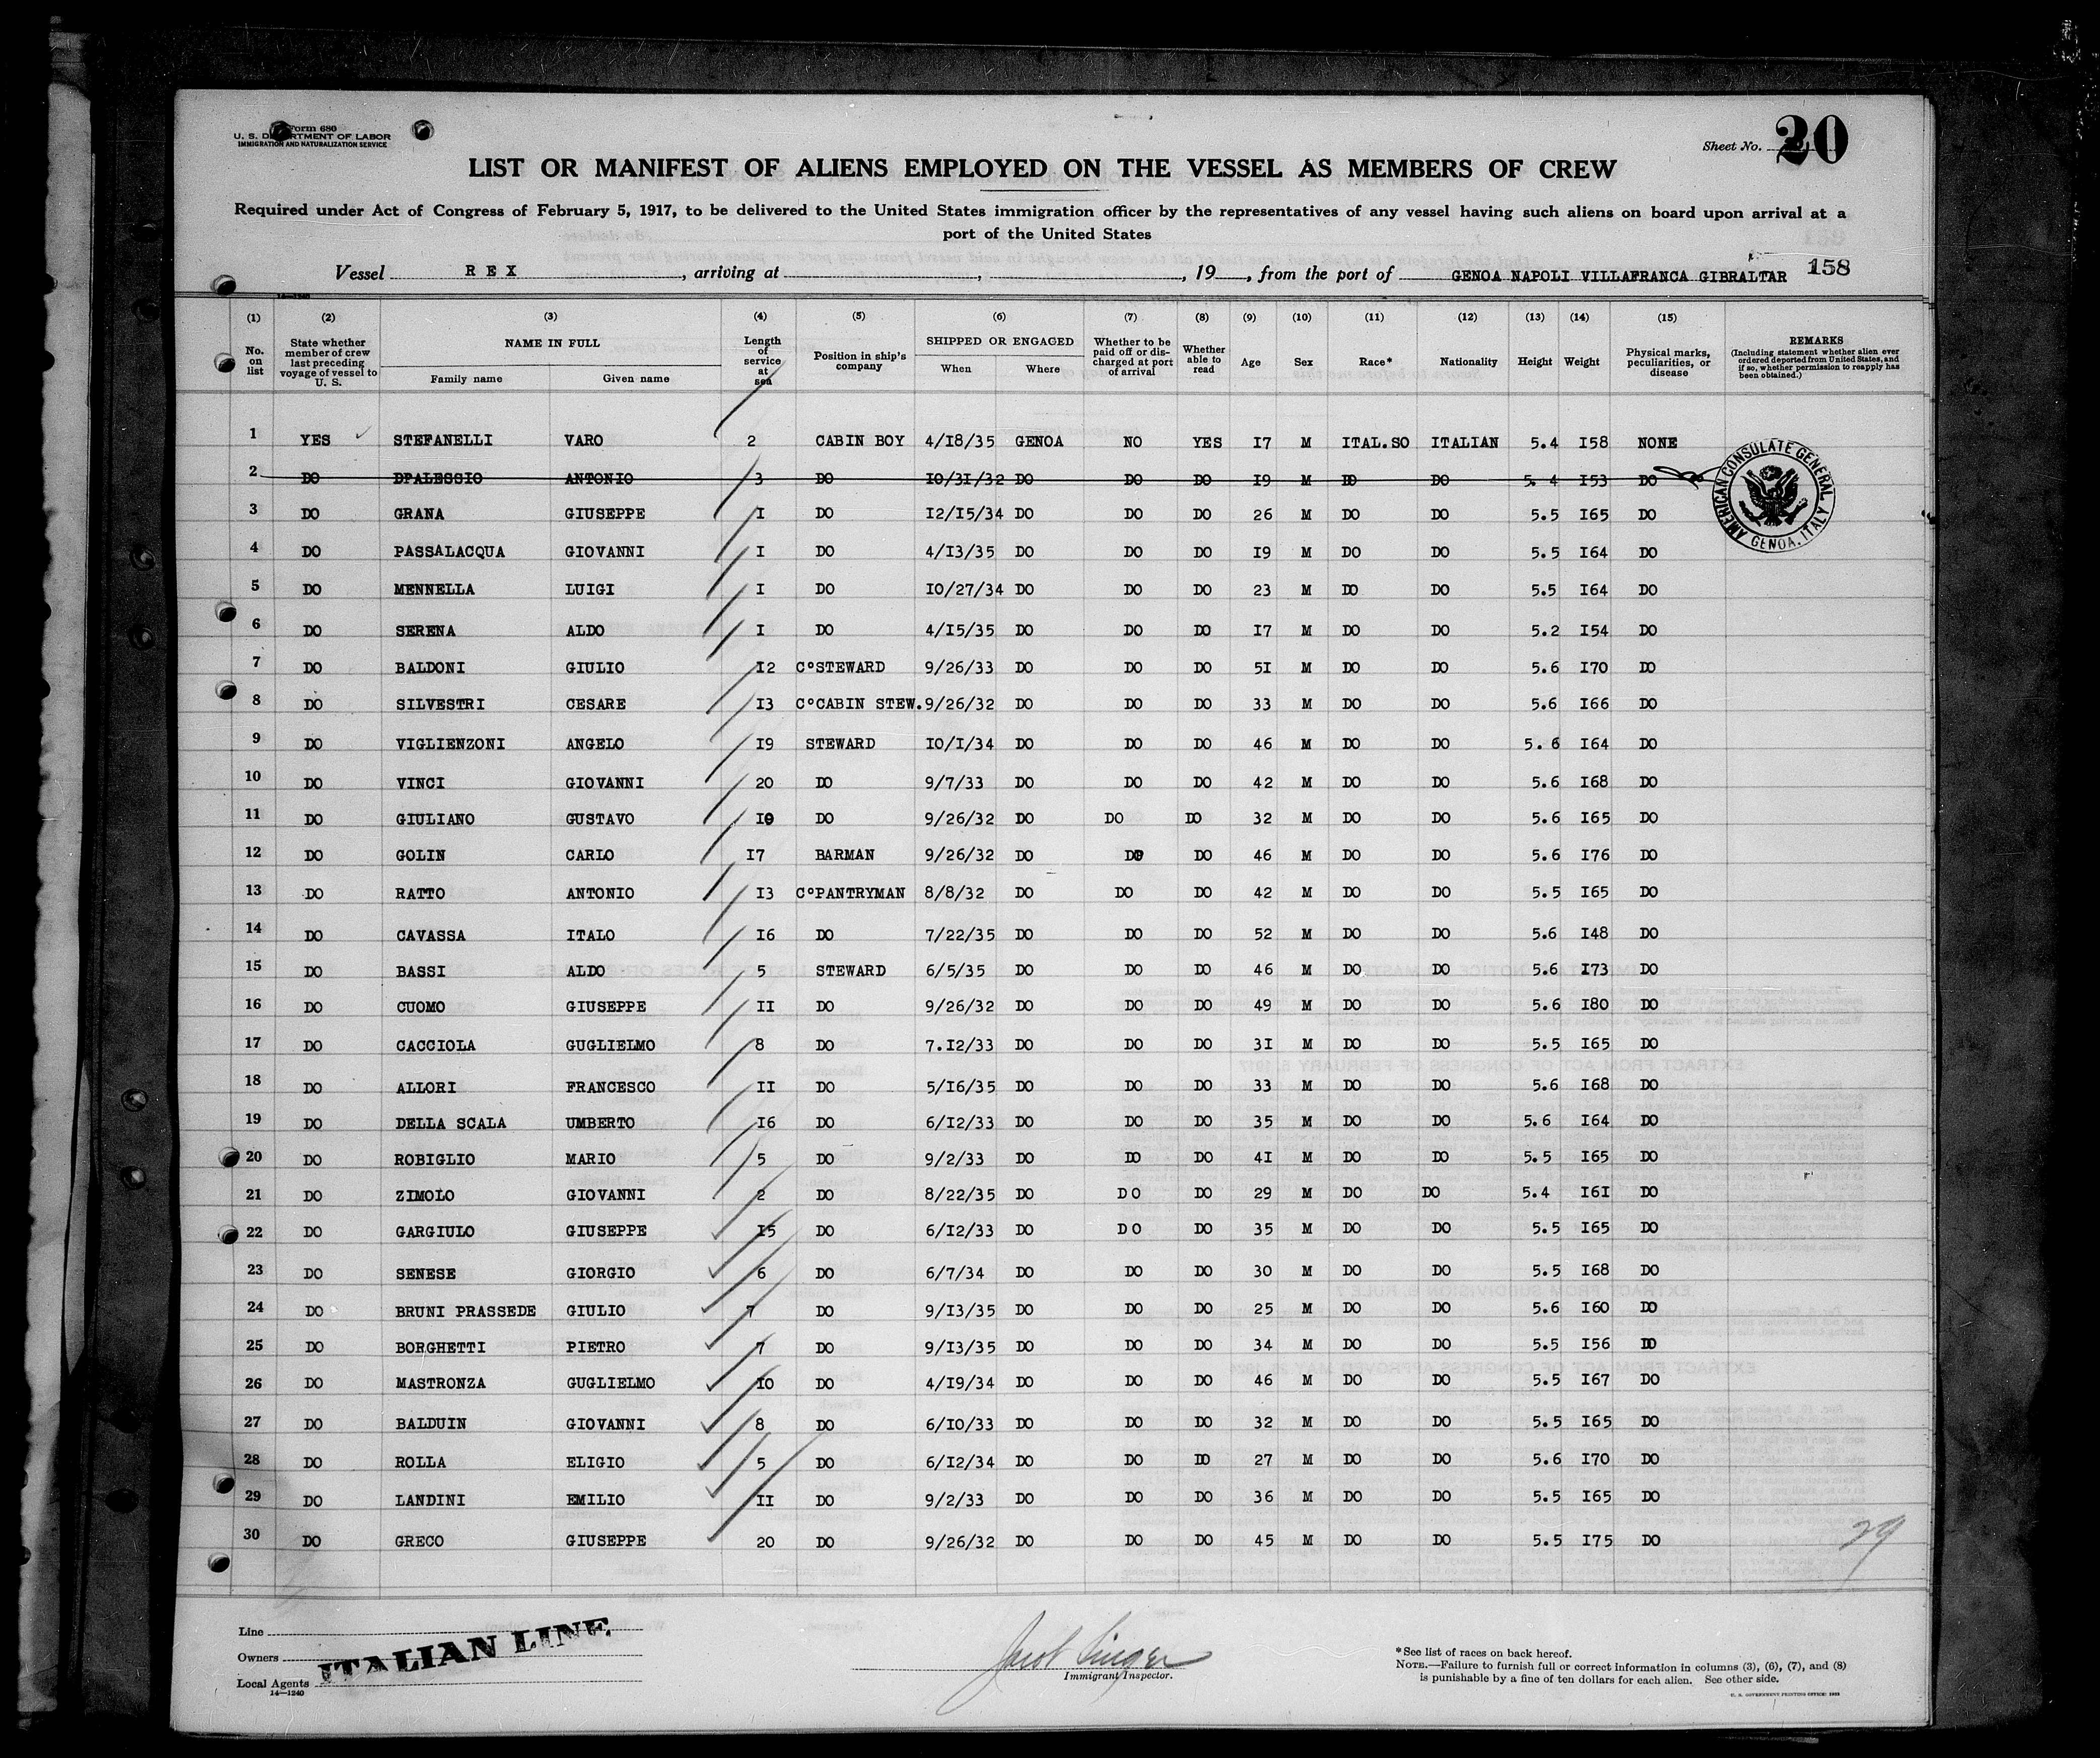 Form 680
U. S. DEPARTMENT OF LABOR
IMMIGRATION AND NATURALIZATION SERVICE
Sheet No. 20
LIST OR MANIFEST OF ALIENS EMPLOYED ON THE VESSEL AS MEMBERS OF CREW
Required under Act of Congress of February 5, 1917, to be delivered to the United States immigration officer by the representatives of any vessel having such aliens on board upon arrival at a
port of the United States
Vessel REX, arriving at , , 19 , from the port of GENOA NAPOLI VILLAFRANCA GIBRALTAR 158
14—1240
(1) No. on list (2) State whether member of crew last preceding voyage of vessel to U. S. (3) NAME IN FULL Family name Given name (4) Length of service at sea (5) Position in ship's company (6) SHIPPED OR ENGAGED When Where (7) Whether to be paid off or discharged at port of arrival (8) Whether able to read (9) Age (10) Sex (11) Race* (12) Nationality (13) Height (14) Weight (15) Physical marks, peculiarities, or disease REMARKS (Including statement whether alien ever ordered deported from United States, and if so, whether permission to reapply has been obtained.)
1 YES STEFANELLI VARO 2 CABIN BOY 4/18/35 GENOA NO YES 17 M ITAL.SO ITALIAN 5.4 158 NONE
2 DO DPALESSIO ANTONIO 3 DO 10/31/32 DO DO DO 19 M DO DO 5. 4 153 DO
3 DO GRANA GIUSEPPE I DO 12/15/34 DO DO DO 26 M DO DO 5.5 165 DO
4 DO PASSALACQUA GIOVANNI I DO 4/13/35 DO DO DO 19 M DO DO 5.5 164 DO
5 DO MENNELLA LUIGI I DO 10/27/34 DO DO DO 23 M DO DO 5.5 164 DO
6 DO SERENA ALDO I DO 4/15/35 DO DO DO 17 M DO DO 5.2 154 DO
7 DO BALDONI GIULIO 12 CoSTEWARD 9/26/33 DO DO DO 51 M DO DO 5.6 170 DO
8 DO SILVESTRI CESARE 13 CoCABIN STEW. 9/26/32 DO DO DO 33 M DO DO 5.6 166 DO
9 DO VIGLIENZONI ANGELO 19 STEWARD 10/1/34 DO DO DO 46 M DO DO 5. 6 164 DO
10 DO VINCI GIOVANNI 20 DO 9/7/33 DO DO DO 42 M DO DO 5.6 168 DO
11 DO GIULIANO GUSTAVO 10 DO 9/26/32 DO DO DO 32 M DO DO 5.6 165 DO
12 DO GOLIN CARLO 17 BARMAN 9/26/32 DO DO DO 46 M DO DO 5.6 176 DO
13 DO RATTO ANTONIO 13 CoPANTRYMAN 8/8/32 DO DO DO 42 M DO DO 5.5 165 DO
14 DO CAVASSA ITALO 16 DO 7/22/35 DO DO DO 52 M DO DO 5.6 148 DO
15 DO BASSI ALDO 5 STEWARD 6/5/35 DO DO DO 46 M DO DO 5.6 173 DO
16 DO CUOMO GIUSEPPE II DO 9/26/32 DO DO DO 49 M DO DO 5.6 180 DO
17 DO CACCIOLA GUGLIELMO 8 DO 7.12/33 DO DO DO 31 M DO DO 5.5 165 DO
18 DO ALLORI FRANCESCO II DO 5/16/35 DO DO DO 33 M DO DO 5.6 168 DO
19 DO DELLA SCALA UMBERTO 16 DO 6/12/33 DO DO DO 35 M DO DO 5.6 164 DO
20 DO ROBIGLIO MARIO 5 DO 9/2/33 DO DO DO 41 M DO DO 5.5 165 DO
21 DO ZIMOLO GIOVANNI 2 DO 8/22/35 DO DO DO 29 M DO DO 5.4 161 DO
22 DO GARGIULO GIUSEPPE 15 DO 6/12/33 DO DO DO 35 M DO DO 5.5 165 DO
23 DO SENESE GIORGIO 6 DO 6/7/34 DO DO DO 30 M DO DO 5.5 168 DO
24 DO BRUNI PRASSEDE GIULIO 7 DO 9/13/35 DO DO DO 25 M DO DO 5.6 160 DO
25 DO BORGHETTI PIETRO 7 DO 9/13/35 DO DO DO 34 M DO DO 5.5 156 DO
26 DO MASTRONZA GUGLIELMO 10 DO 4/19/34 DO DO DO 46 M DO DO 5.5 167 DO
27 DO BALDUIN GIOVANNI 8 DO 6/10/33 DO DO DO 32 M DO DO 5.5 165 DO
28 DO ROLLA ELIGIO 5 DO 6/12/34 DO DO DO 27 M DO DO 5.6 170 DO
29 DO LANDINI EMILIO II DO 9/2/33 DO DO DO 36 M DO DO 5.5 165 DO
30 DO GRECO GIUSEPPE 20 DO 9/26/32 DO DO DO 45 M DO DO 5.5 175 DO
AMERICAN CONSULATE GENERAL
GENOA, ITALY
29
Line
Owners
Local Agents
ITALIAN LINE
14—1240
Jacob Singer
Immigrant Inspector.
*See list of races on back hereof.
NOTE.—Failure to furnish full or correct information in columns (3), (6), (7), and (8)
is punishable by a fine of ten dollars for each alien. See other side.